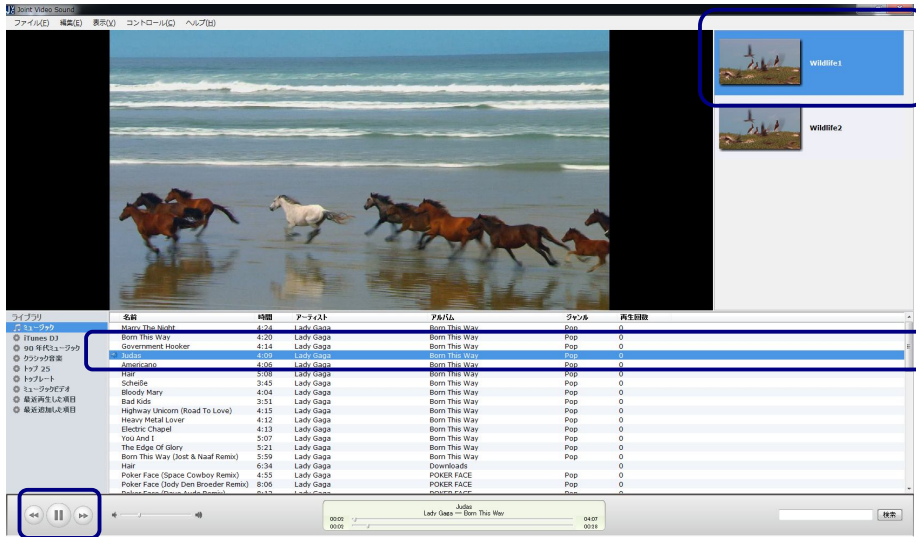 Joint Video Sound
ファイル(F) 編集(E) 表示(V) コントロール(C) ヘルプ(H)
Wildlife1
Wildlife2
ライブラリ
ミュージック
iTunes DJ
90 年代ミュージック
クラシック音楽
トップ 25
トップレート
ミュージックビデオ
最近再生した項目
最近追加した項目
名前 時間 アーティスト アルバム ジャンル 再生回数
Marry The Night 4:24 Lady Gaga Born This Way Pop 0
Born This Way 4:20 Lady Gaga Born This Way Pop 0
Government Hooker 4:14 Lady Gaga Born This Way Pop 0
Judas 4:09 Lady Gaga Born This Way Pop 0
Americano 4:06 Lady Gaga Born This Way Pop 0
Hair 5:08 Lady Gaga Born This Way Pop 0
Scheiße 3:45 Lady Gaga Born This Way Pop 0
Bloody Mary 4:04 Lady Gaga Born This Way Pop 0
Bad Kids 3:51 Lady Gaga Born This Way Pop 0
Highway Unicorn (Road To Love) 4:15 Lady Gaga Born This Way Pop 0
Heavy Metal Lover 4:12 Lady Gaga Born This Way Pop 0
Electric Chapel 4:13 Lady Gaga Born This Way Pop 0
Yoü And I 5:07 Lady Gaga Born This Way Pop 0
The Edge Of Glory 5:21 Lady Gaga Born This Way Pop 0
Born This Way (Jost & Naaf Remix) 5:59 Lady Gaga Born This Way Pop 0
Hair 6:34 Lady Gaga Downloads 0
Poker Face (Space Cowboy Remix) 4:55 Lady Gaga POKER FACE Pop 0
Poker Face (Jody Den Broeder Remix) 8:06 Lady Gaga POKER FACE Pop 0
Poker Face (Dave Aude Remix) Lady Gaga POKER FACE Pop 0
Judas
Lady Gaga — Born This Way
00:02 04:07
00:02 00:28
検索